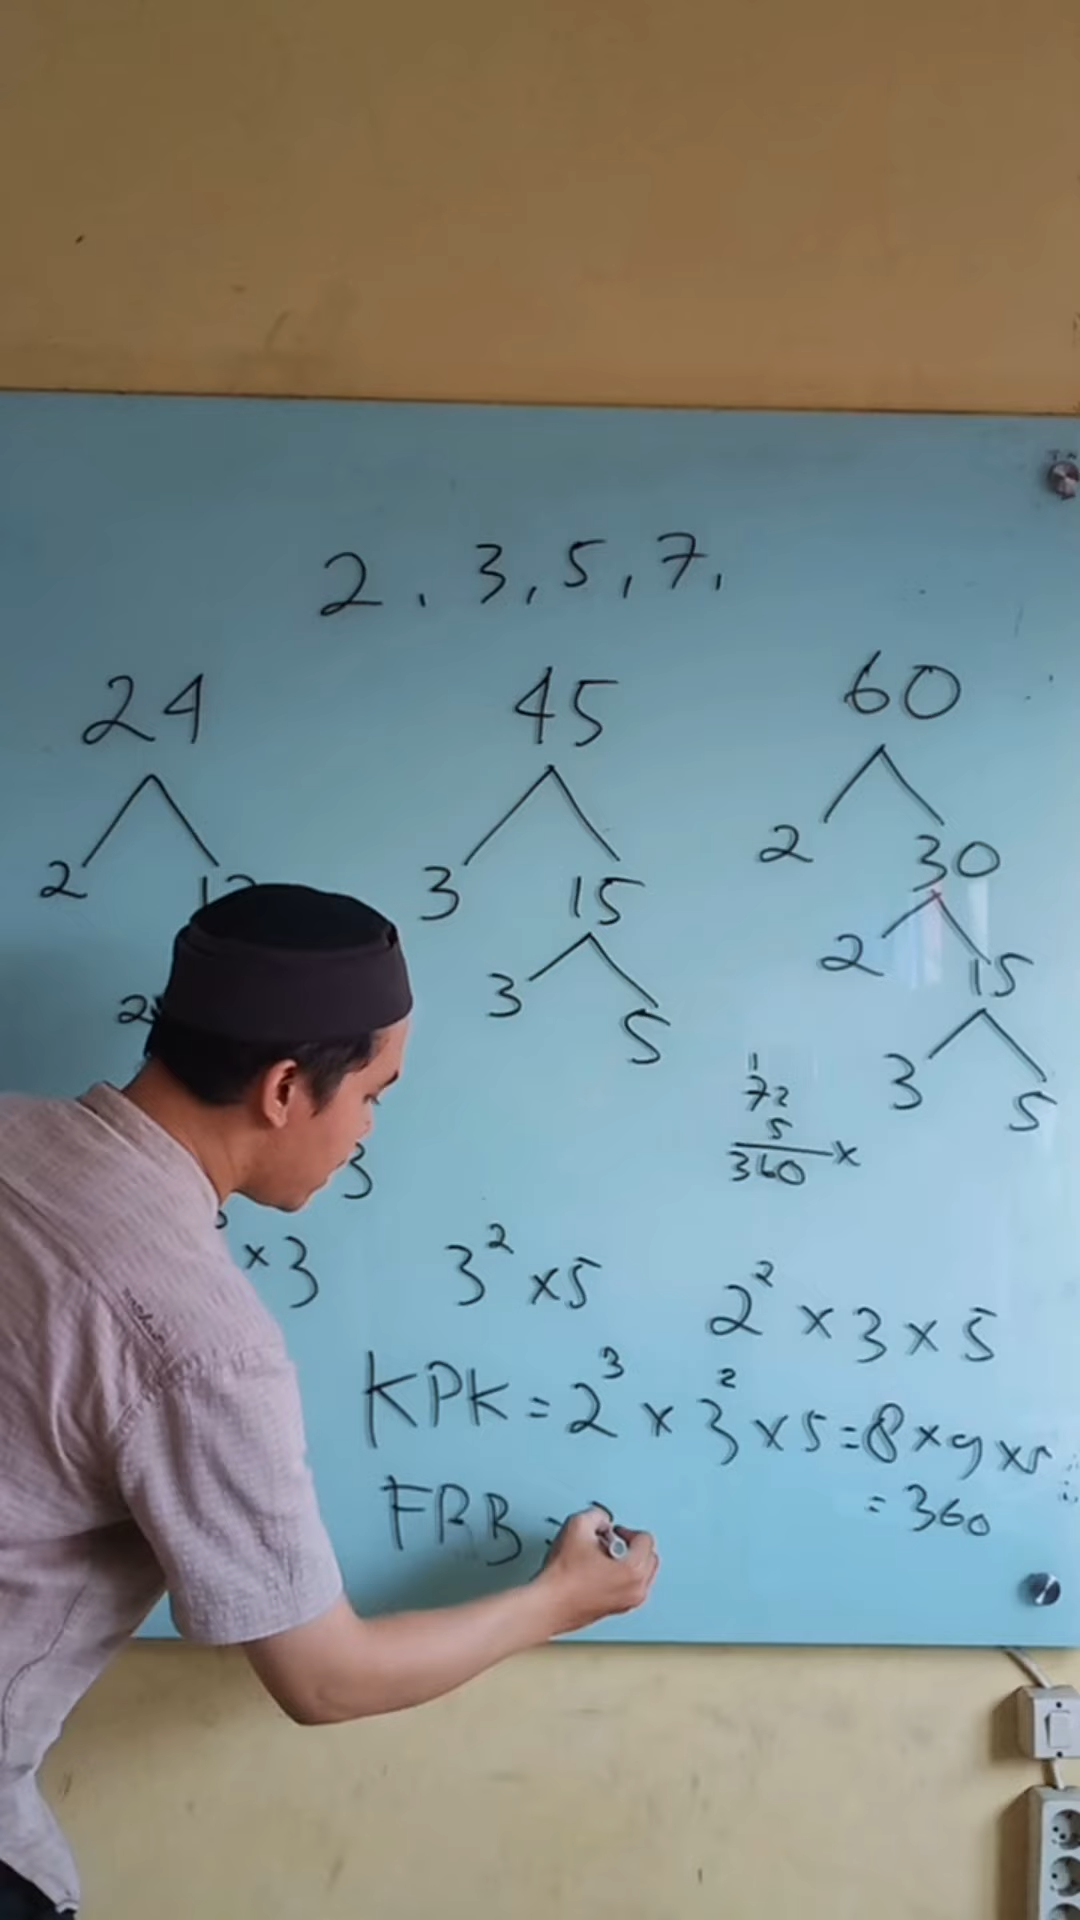 2, 3, 5, 7,
24 45 60
2 3 15 2 30
3 5 2 15
3 5
72
5
360 x
3
x 3 3² x 5 2² x 3 x 5
KPK = 2³ x 3² x 5 = 8 x 9 x 5
= 360
FPB =